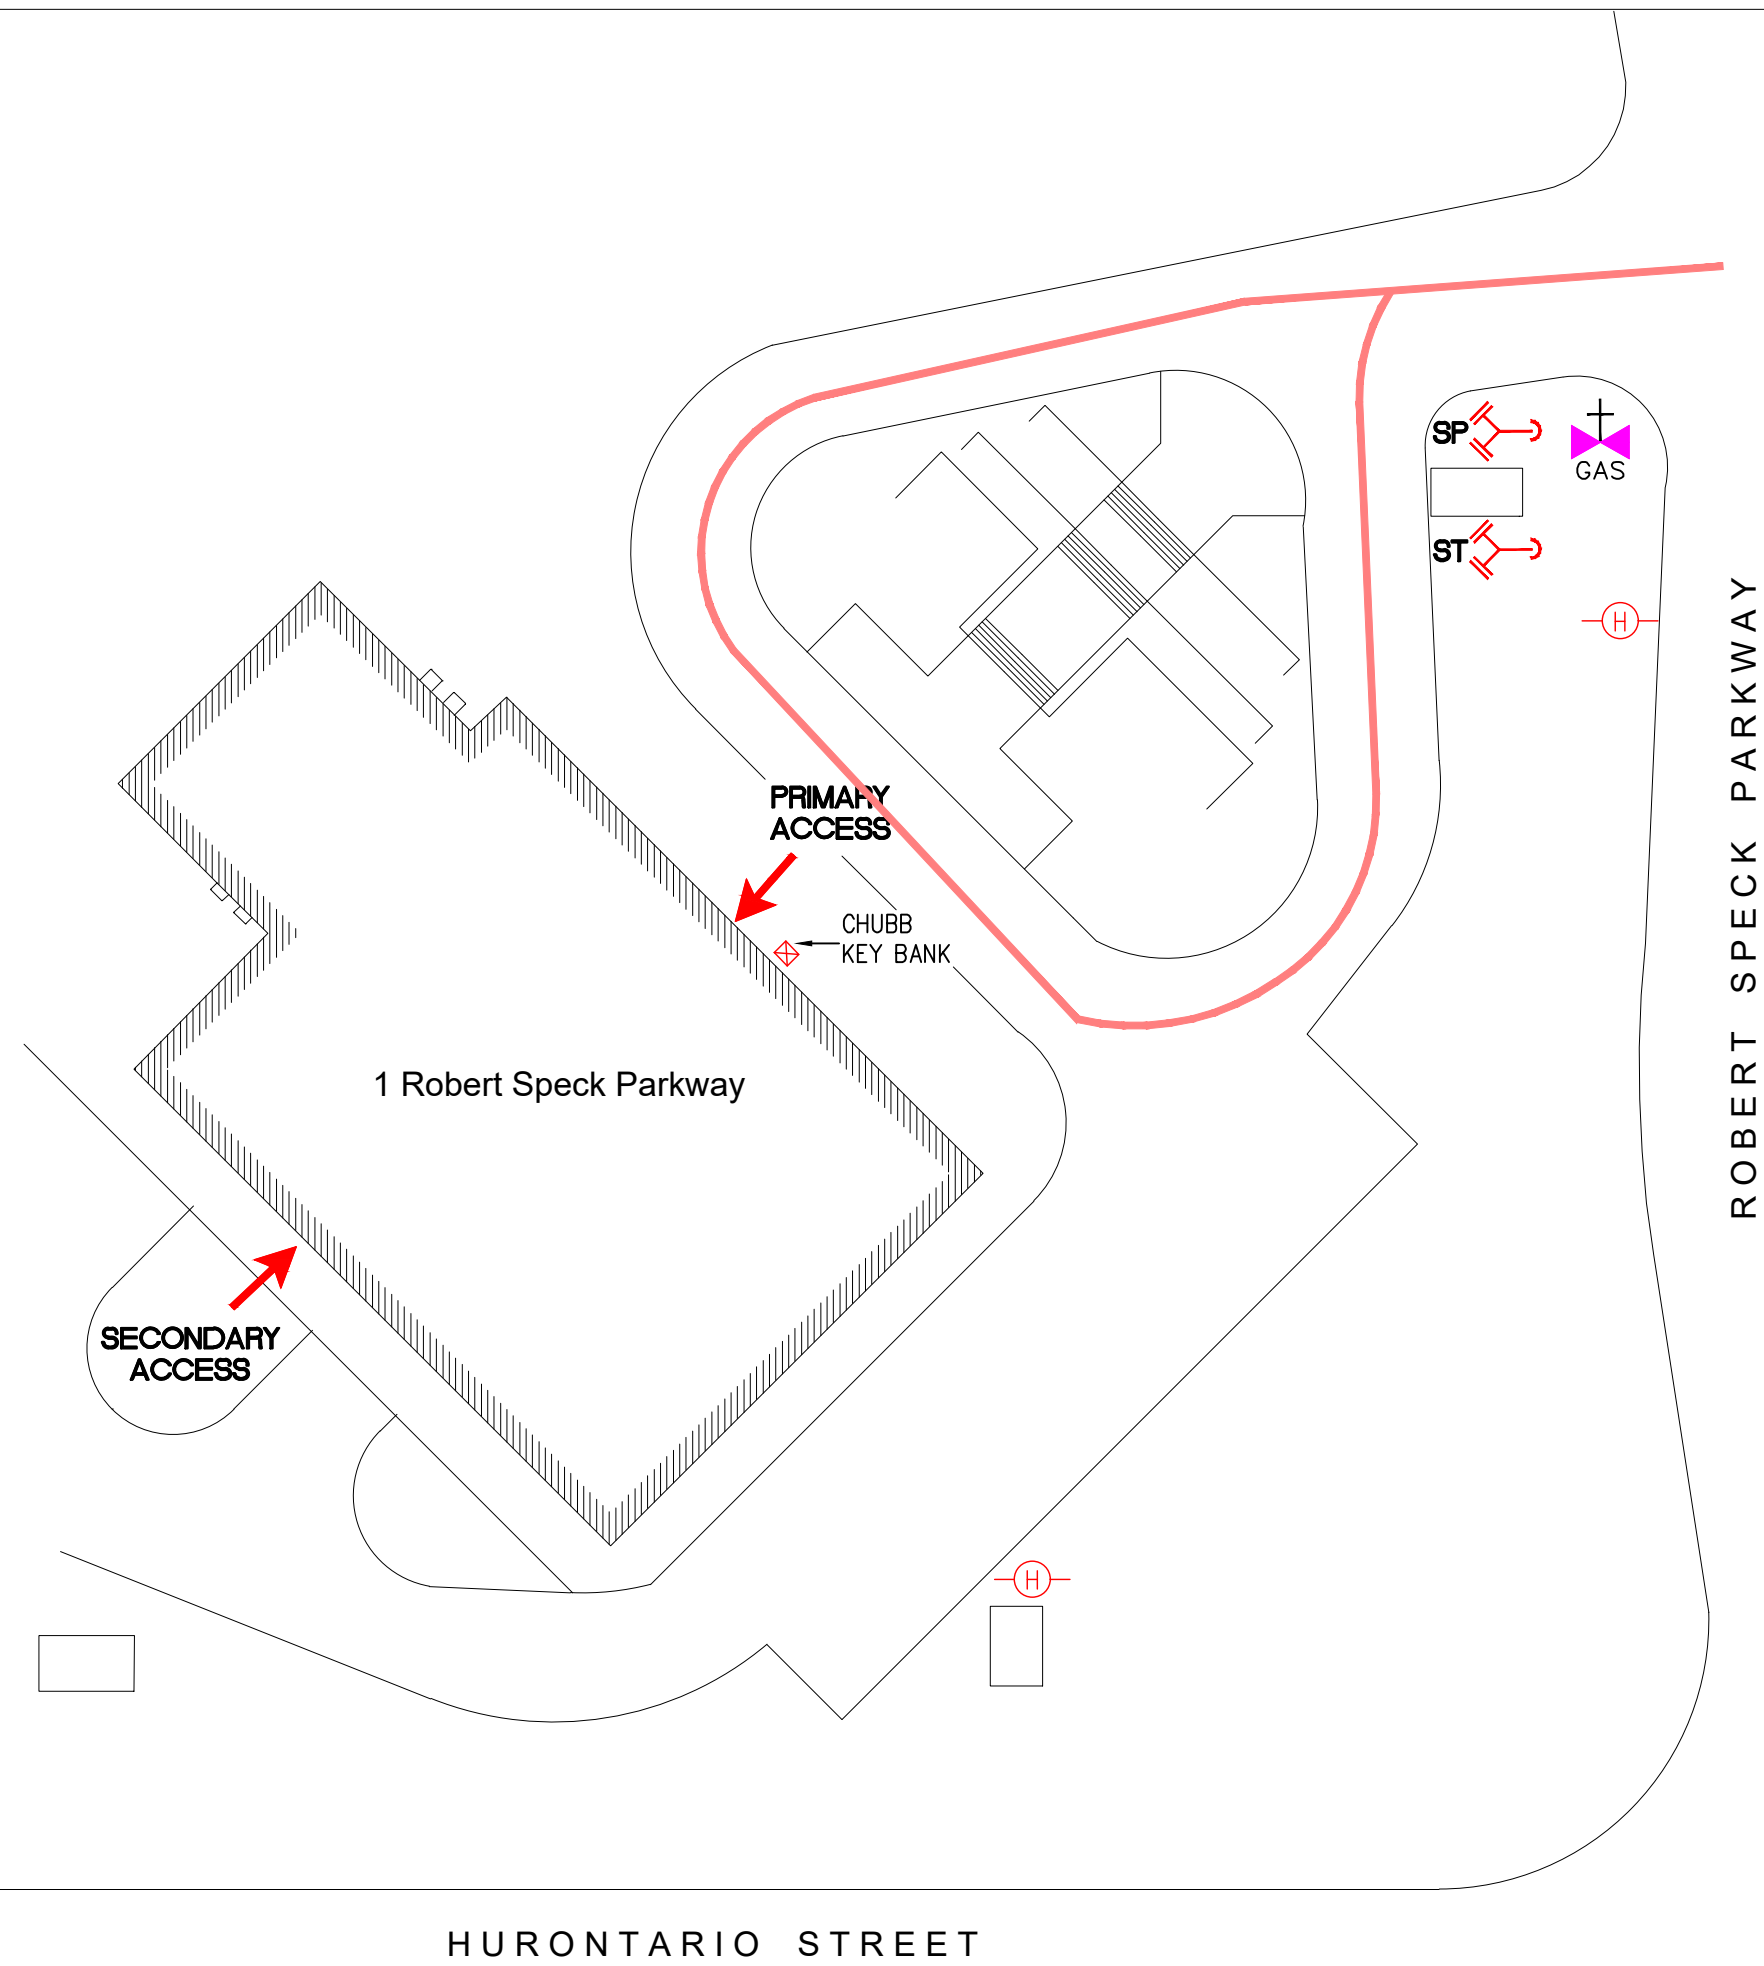 SP
GAS
ST
PRIMARY
ACCESS
CHUBB
KEY BANK
H
ROBERT SPECK PARKWAY
1 Robert Speck Parkway
SECONDARY
ACCESS
H
HURONTARIO STREET